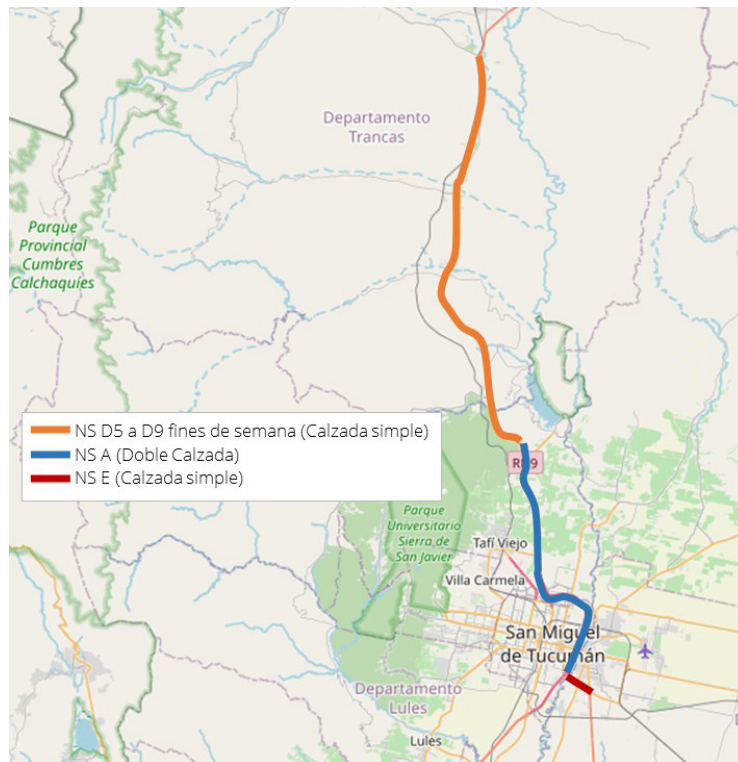 Departamento
Trancas
Parque
Provincial
Cumbres
Calchaquíes
NS D5 a D9 fines de semana (Calzada simple)
NS A (Doble Calzada)
NS E (Calzada simple)
Parque
Universitario
Sierra de
San Javier
Tafí Viejo
Villa Carmela
San Miguel
de Tucumán
Departamento
Lules
Lules